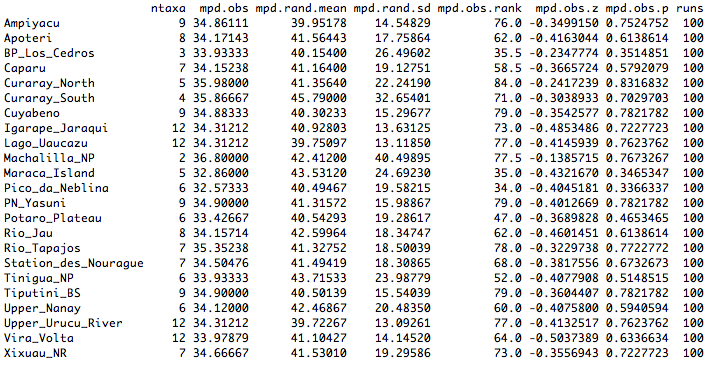 ntaxa mpd.obs mpd.rand.mean mpd.rand.sd mpd.obs.rank mpd.obs.z mpd.obs.p runs
Ampiyacu 9 34.86111 39.95178 14.54829 76.0 -0.3499150 0.7524752 100
Apoteri 8 34.17143 41.56443 17.75864 62.0 -0.4163044 0.6138614 100
BP_Los_Cedros 3 33.93333 40.15400 26.49602 35.5 -0.2347774 0.3514851 100
Caparu 7 34.15238 41.16400 19.12751 58.5 -0.3665724 0.5792079 100
Curaray_North 5 35.98000 41.35640 22.24190 84.0 -0.2417239 0.8316832 100
Curaray_South 4 35.86667 45.79000 32.65401 71.0 -0.3038933 0.7029703 100
Cuyabeno 9 34.88333 40.30233 15.29677 79.0 -0.3542577 0.7821782 100
Igarape_Jaraqui 12 34.31212 40.92803 13.63125 73.0 -0.4853486 0.7227723 100
Lago_Uaucazu 12 34.31212 39.75097 13.11850 77.0 -0.4145939 0.7623762 100
Machalilla_NP 2 36.80000 42.41200 40.49895 77.5 -0.1385715 0.7673267 100
Maraca_Island 5 32.86000 43.53120 24.69230 35.0 -0.4321670 0.3465347 100
Pico_da_Neblina 6 32.57333 40.49467 19.58215 34.0 -0.4045181 0.3366337 100
PN_Yasuni 9 34.90000 41.31572 15.98867 79.0 -0.4012669 0.7821782 100
Potaro_Plateau 6 33.42667 40.54293 19.28617 47.0 -0.3689828 0.4653465 100
Rio_Jau 8 34.15714 42.59964 18.34747 62.0 -0.4601451 0.6138614 100
Rio_Tapajos 7 35.35238 41.32752 18.50039 78.0 -0.3229738 0.7722772 100
Station_des_Nourague 7 34.50476 41.49419 18.30865 68.0 -0.3817556 0.6732673 100
Tinigua_NP 6 33.93333 43.71533 23.98779 52.0 -0.4077908 0.5148515 100
Tiputini_BS 9 34.90000 40.50139 15.54039 79.0 -0.3604407 0.7821782 100
Upper_Nanay 6 34.12000 42.46867 20.48350 60.0 -0.4075800 0.5940594 100
Upper_Urucu_River 12 34.31212 39.72267 13.09261 77.0 -0.4132517 0.7623762 100
Vira_Volta 12 33.97879 41.10427 14.14520 64.0 -0.5037389 0.6336634 100
Xixuau_NR 7 34.66667 41.53010 19.29586 73.0 -0.3556943 0.7227723 100